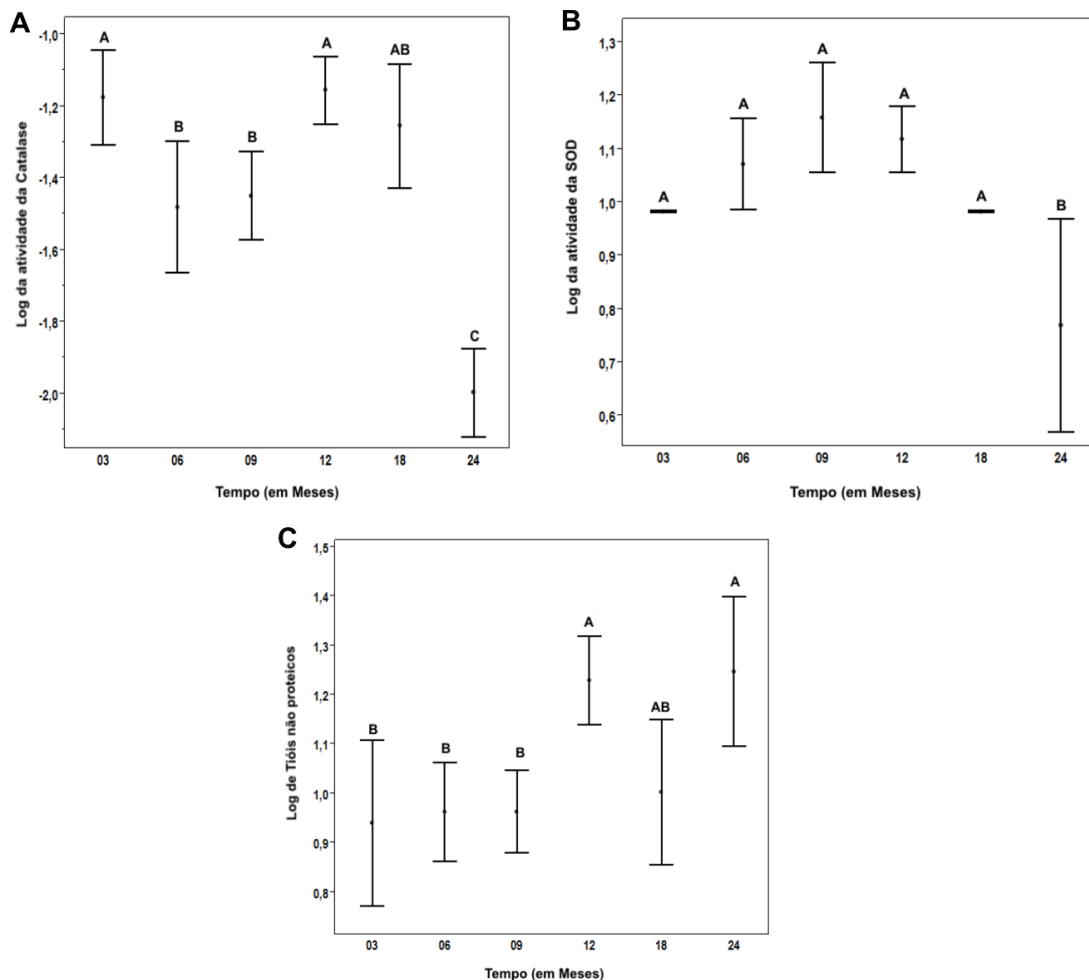 A
Log da atividade da Catalase
-1,0
-1,2
-1,4
-1,6
-1,8
-2,0
A
B
B
A
AB
C
03 06 09 12 18 24
Tempo (em Meses)
B
Log da atividade da SOD
1,3
1,2
1,1
1,0
0,9
0,8
0,7
0,6
A
A
A
A
A
B
03 06 09 12 18 24
Tempo (em Meses)
C
Log de Tióis não proteicos
1,5
1,4
1,3
1,2
1,1
1,0
0,9
0,8
B
B
B
A
AB
A
03 06 09 12 18 24
Tempo (em Meses)